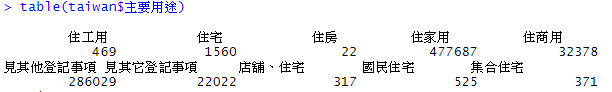 > table(taiwan$主要用途)
住工用 住宅 住房 住家用 住商用
469 1560 22 477687 32378
見其他登記事項 見其它登記事項 店舖、住宅 國民住宅 集合住宅
286029 22022 317 525 371